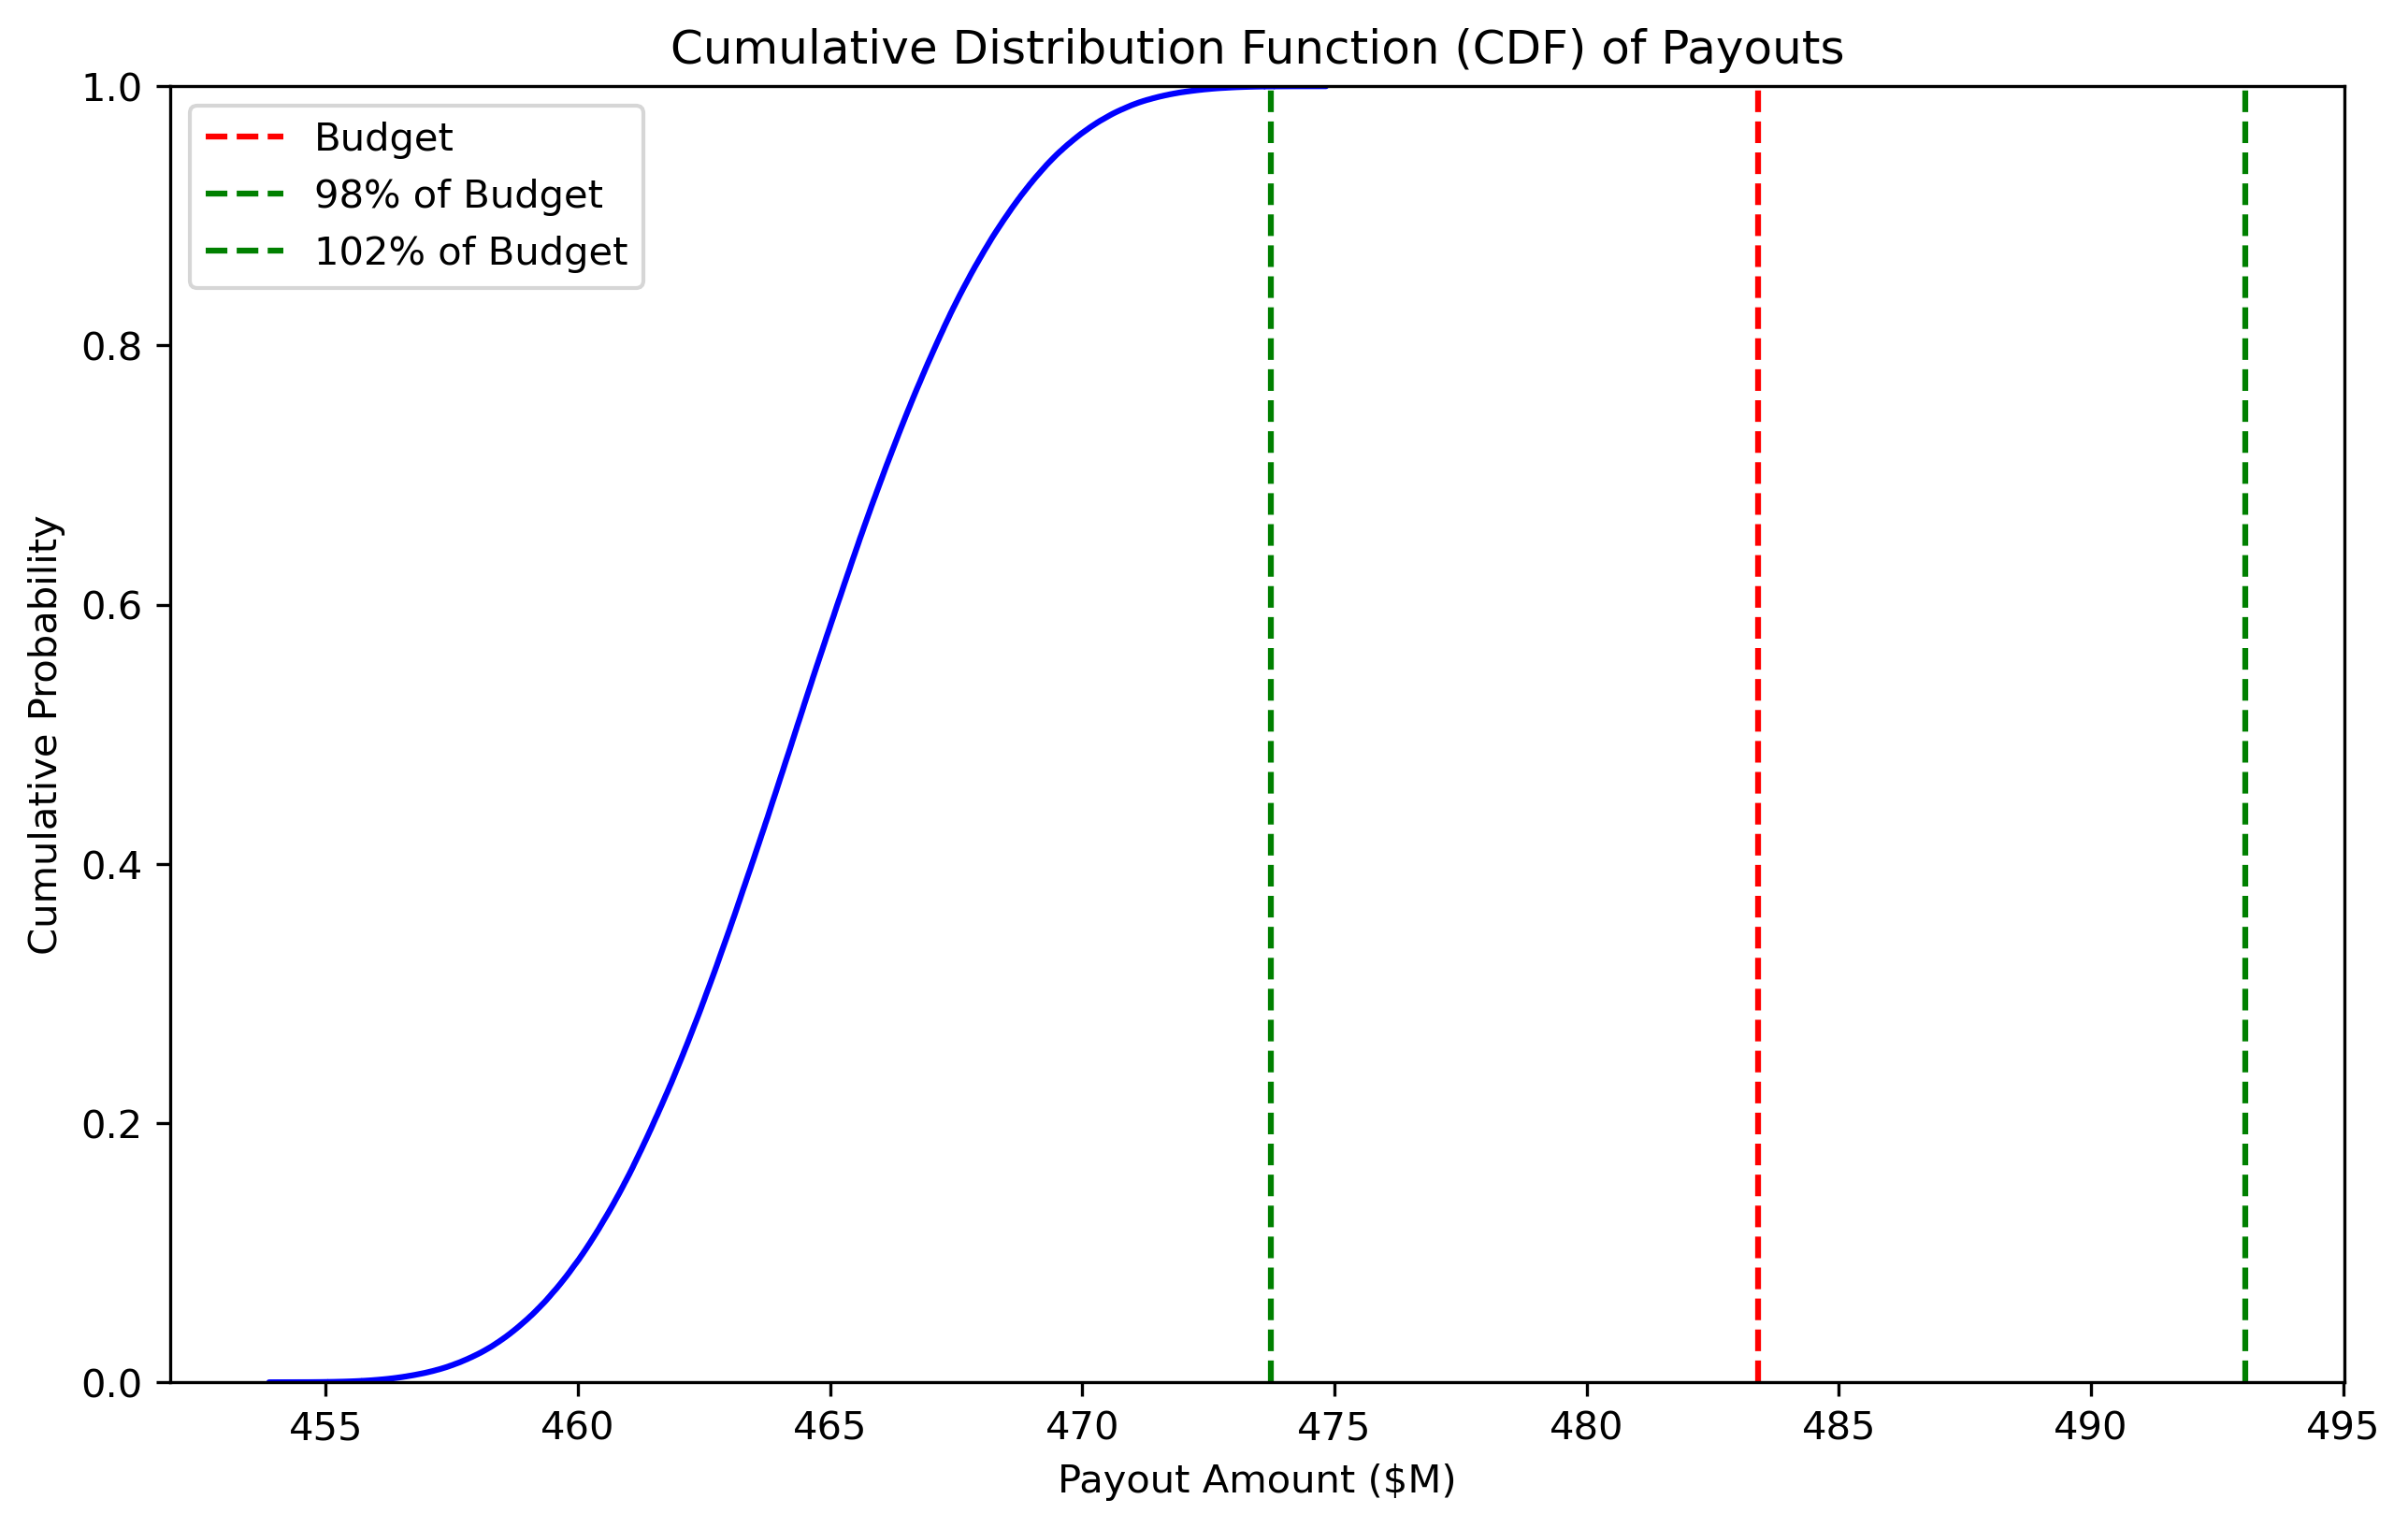 Cumulative Distribution Function (CDF) of Payouts
1.0
0.8
0.6
0.4
0.2
0.0
Cumulative Probability
Budget
98% of Budget
102% of Budget
455 460 465 470 475 480 485 490 495
Payout Amount ($M)